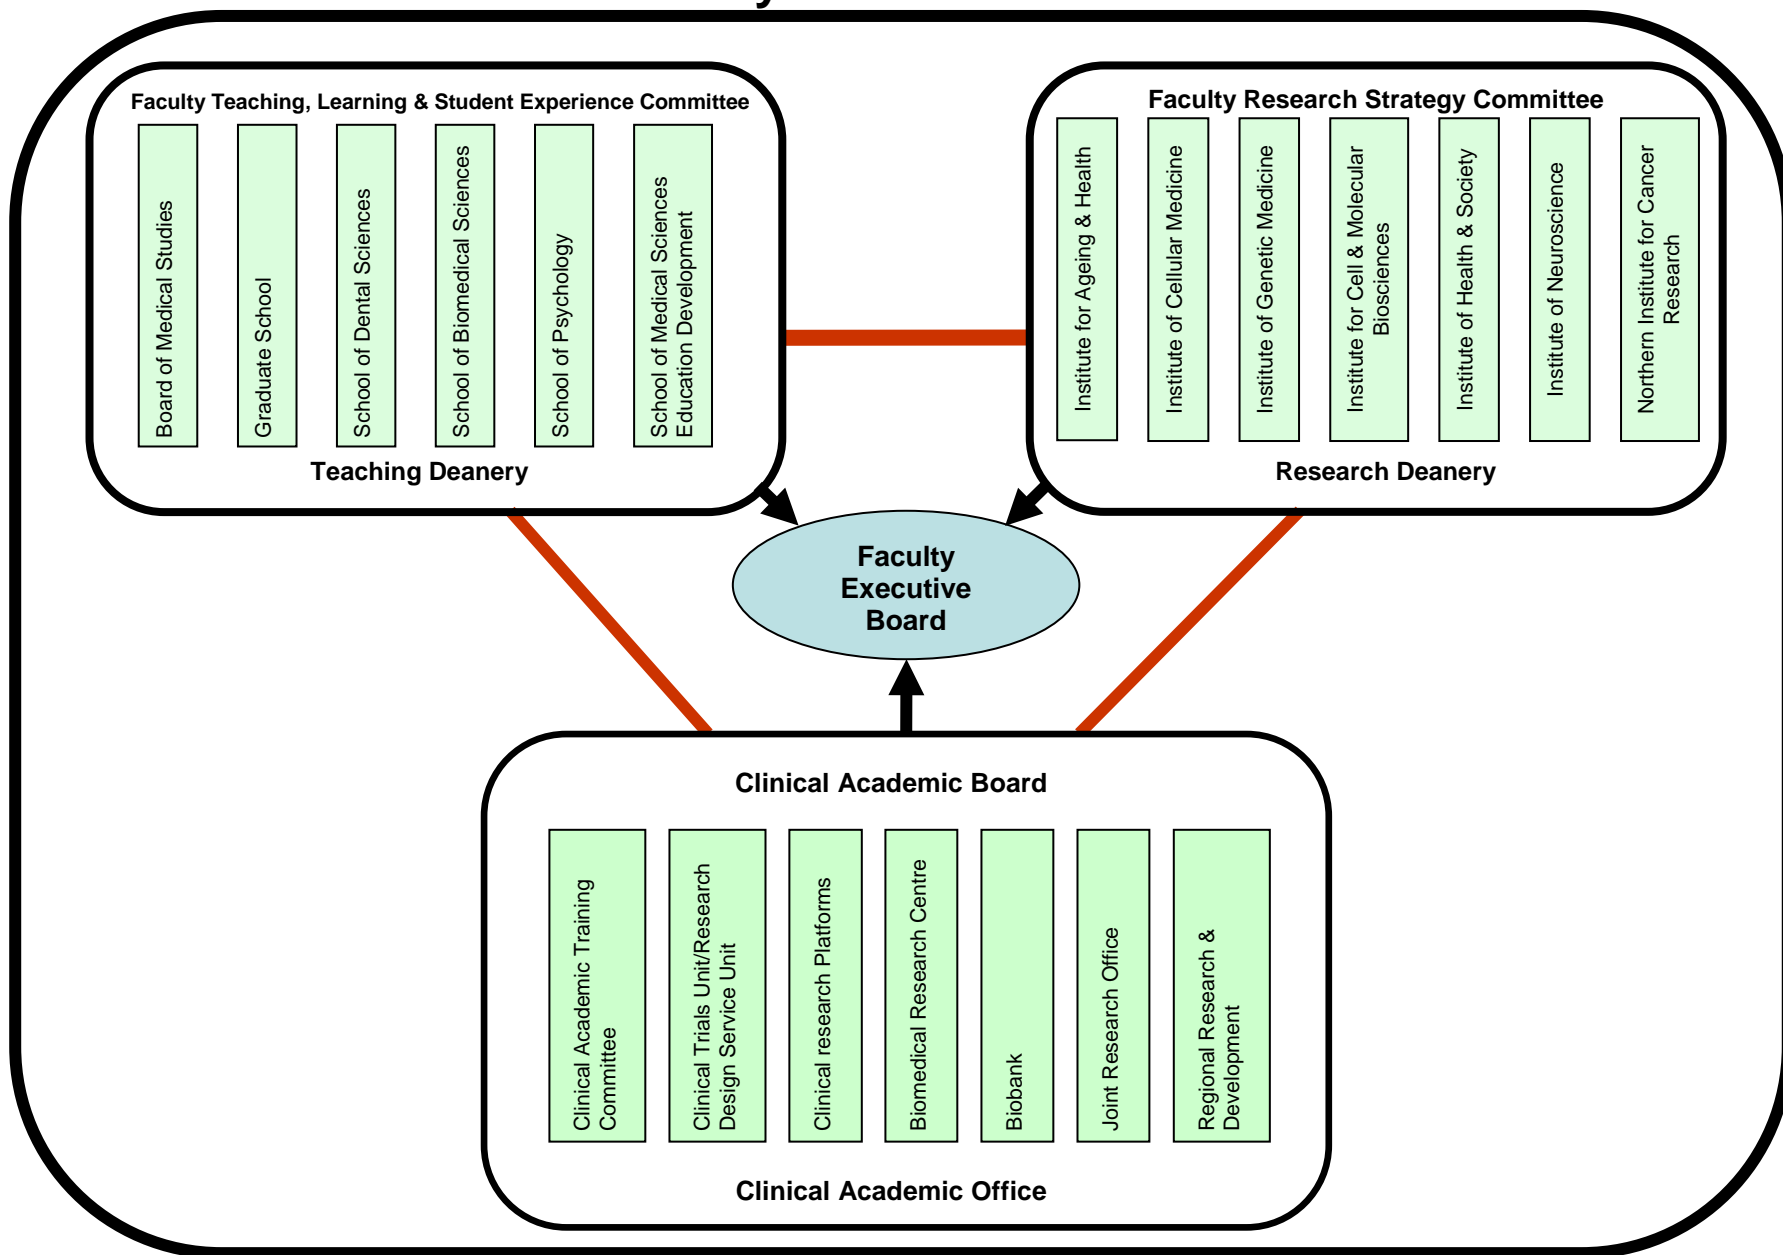 Faculty Teaching, Learning & Student Experience Committee
Board of Medical Studies
Graduate School
School of Dental Sciences
School of Biomedical Sciences
School of Psychology
School of Medical Sciences
Education Development
Teaching Deanery
Faculty Research Strategy Committee
Institute for Ageing & Health
Institute of Cellular Medicine
Institute of Genetic Medicine
Institute for Cell & Molecular
Biosciences
Institute of Health & Society
Institute of Neuroscience
Northern Institute for Cancer
Research
Research Deanery
Faculty
Executive
Board
Clinical Academic Board
Clinical Academic Training
Committee
Clinical Trials Unit/Research
Design Service Unit
Clinical research Platforms
Biomedical Research Centre
Biobank
Joint Research Office
Regional Research &
Development
Clinical Academic Office